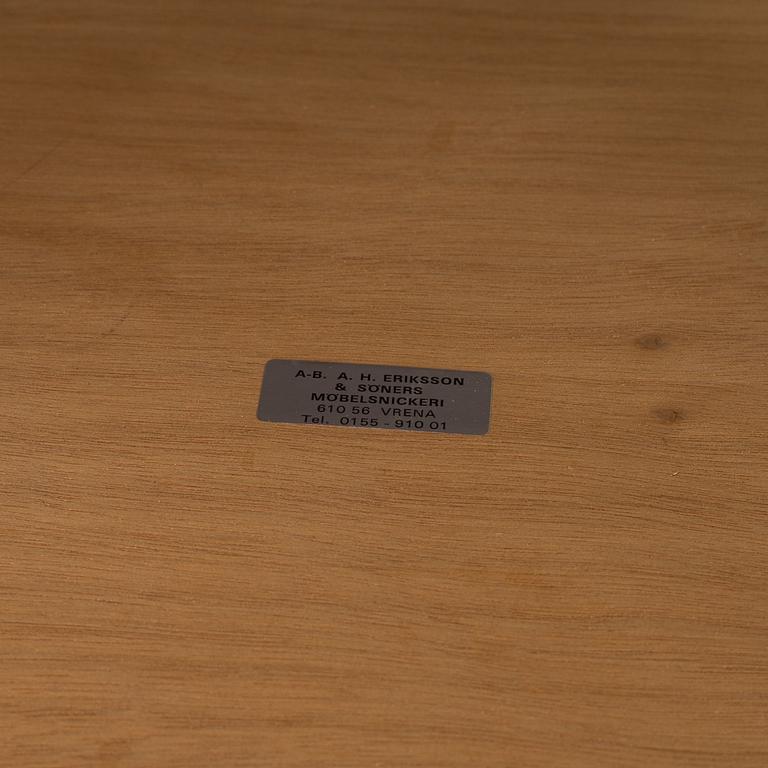 A-B. A. H. ERIKSSON
& SÖNERS
MÖBELSNICKERI
610 56 VRENA
Tel. 0155 - 910 01